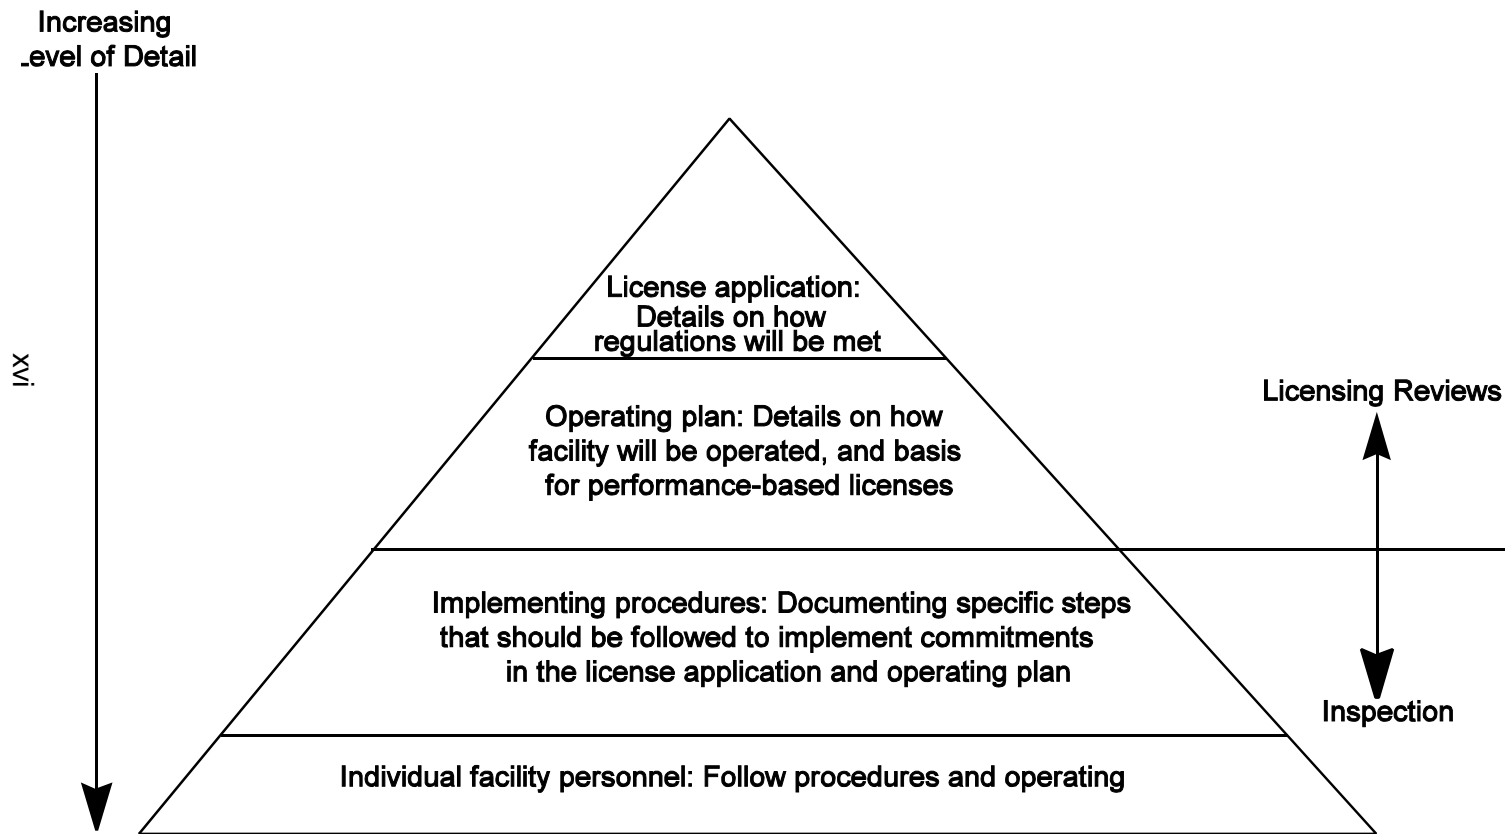 Increasing
Level of Detail
License application:
Details on how
regulations will be met
xvi
Licensing Reviews
Operating plan: Details on how
facility will be operated, and basis
for performance-based licenses
Implementing procedures: Documenting specific steps
that should be followed to implement commitments
in the license application and operating plan
Inspection
Individual facility personnel: Follow procedures and operating